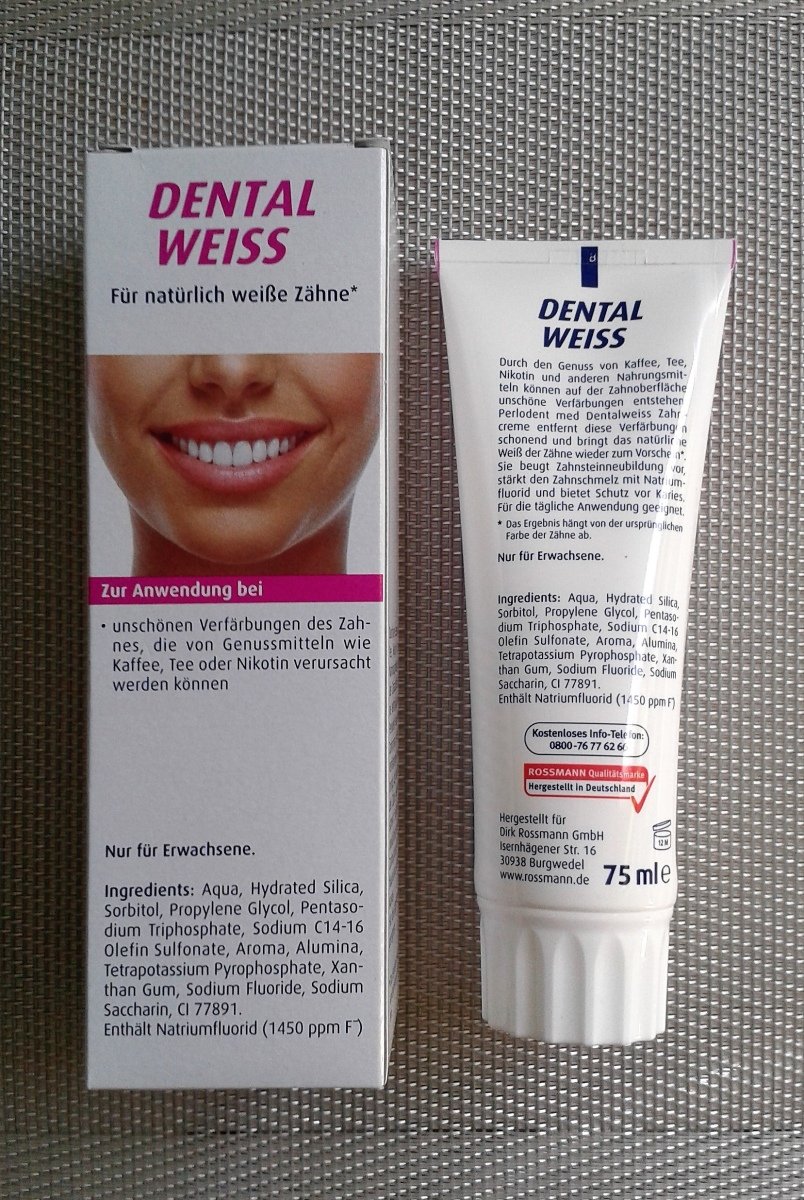 DENTAL
WEISS
Für natürlich weiße Zähne*
Zur Anwendung bei
• unschönen Verfärbungen des Zah-
nes, die von Genussmitteln wie
Kaffee, Tee oder Nikotin verursacht
werden können
Nur für Erwachsene.
Ingredients: Aqua, Hydrated Silica,
Sorbitol, Propylene Glycol, Pentaso-
dium Triphosphate, Sodium C14-16
Olefin Sulfonate, Aroma, Alumina,
Tetrapotassium Pyrophosphate, Xan-
than Gum, Sodium Fluoride, Sodium
Saccharin, CI 77891.
Enthält Natriumfluorid (1450 ppm F⁻)
DENTAL
WEISS
Durch den Genuss von Kaffee, Tee,
Nikotin und anderen Nahrungsmit-
teln können auf der Zahnoberfläche
unschöne Verfärbungen entstehen.
Perlodent med Dentalweiss Zahn-
creme entfernt diese Verfärbungen
schonend und bringt das natürliche
Weiß der Zähne wieder zum Vorschein*.
Sie beugt Zahnsteinneubildung vor,
stärkt den Zahnschmelz mit Natrium-
fluorid und bietet Schutz vor Karies.
Für die tägliche Anwendung geeignet.
* Das Ergebnis hängt von der ursprünglichen
Farbe der Zähne ab.
Nur für Erwachsene.
Ingredients: Aqua, Hydrated Silica,
Sorbitol, Propylene Glycol, Pentaso-
dium Triphosphate, Sodium C14-16
Olefin Sulfonate, Aroma, Alumina,
Tetrapotassium Pyrophosphate, Xan-
than Gum, Sodium Fluoride, Sodium
Saccharin, CI 77891.
Enthält Natriumfluorid (1450 ppm F⁻)
Kostenloses Info-Telefon:
0800-76 77 62 66
ROSSMANN Qualitätsmarke
Hergestellt in Deutschland
Hergestellt für
Dirk Rossmann GmbH
Isernhägener Str. 16
30938 Burgwedel
www.rossmann.de
12 M
75 ml e